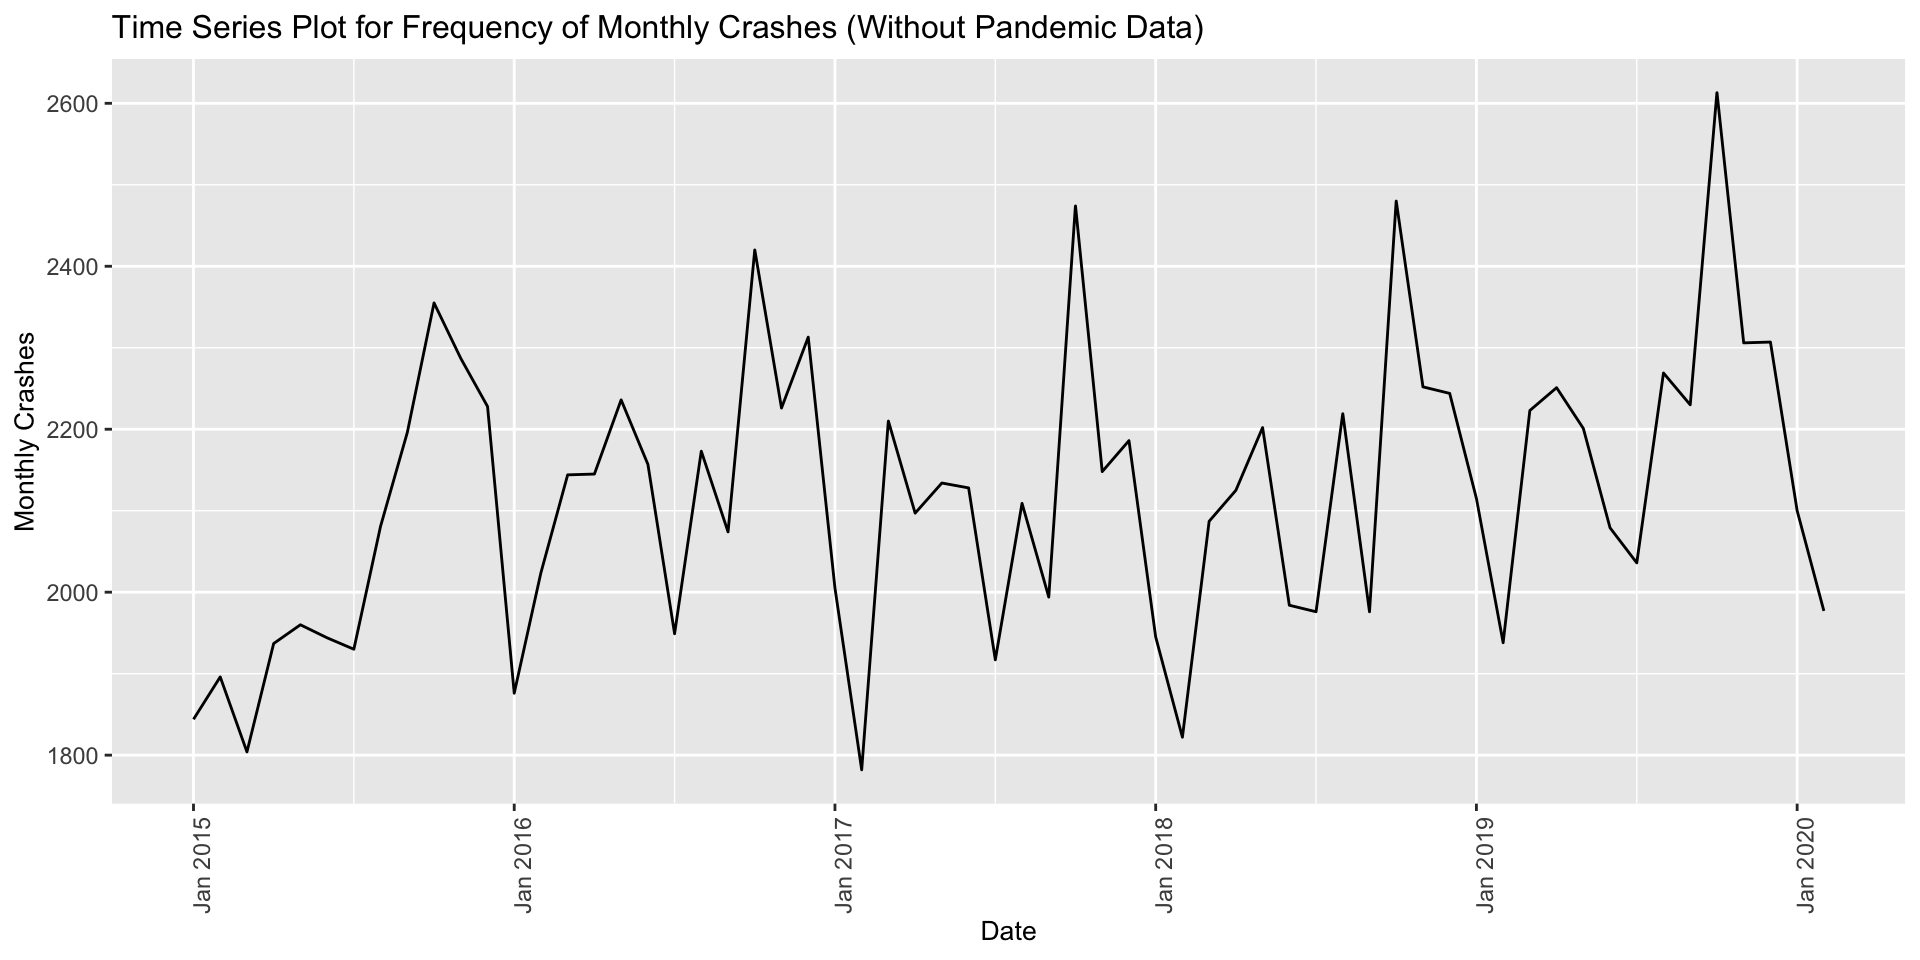 Time Series Plot for Frequency of Monthly Crashes (Without Pandemic Data)
Monthly Crashes
2600
2400
2200
2000
1800
Jan 2015
Jan 2016
Jan 2017
Jan 2018
Jan 2019
Jan 2020
Date